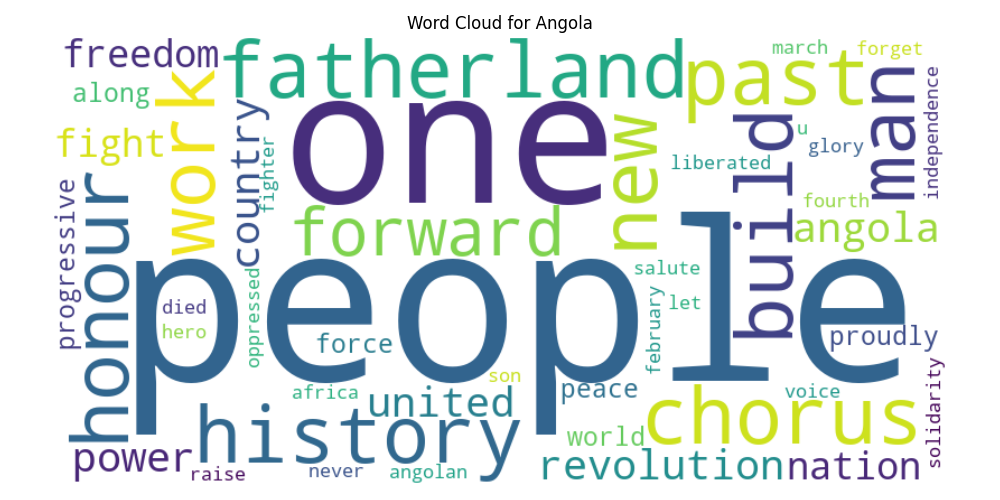 Word Cloud for Angola
freedom
fatherland
march
forget
along
work
past
man
independence
fight
country
fighter
one
new
build
u
glory
liberated
progressive
honour
forward
fourth
angola
people
salute
died
hero
oppressed
february
let
force
proudly
africa
son
peace
voice
united
chorus
solidarity
history
world
power
raise
never
angolan
revolution
nation